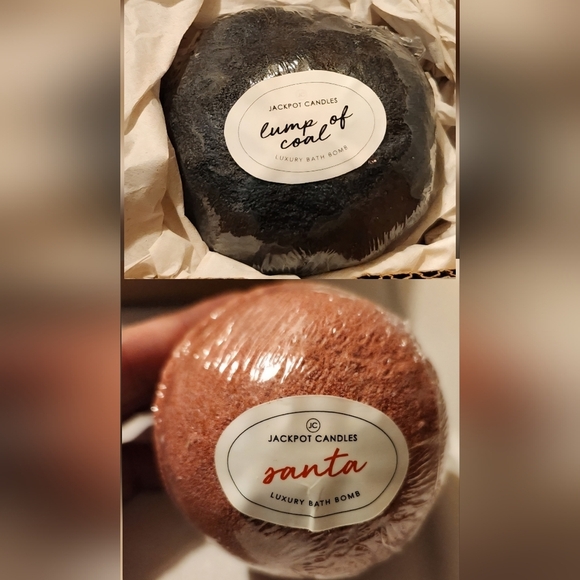 JACKPOT CANDLES
lump of
coal
LUXURY BATH BOMB
JC
JACKPOT CANDLES
santa
LUXURY BATH BOMB